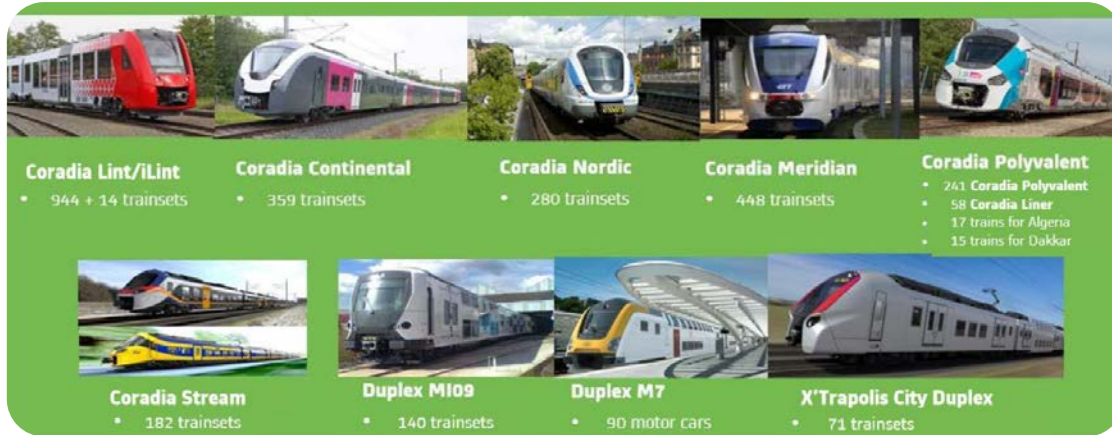 Coradia Lint/iLint
• 944 + 14 trainsets
Coradia Continental
• 359 trainsets
Coradia Nordic
• 280 trainsets
Coradia Meridian
• 448 trainsets
Coradia Polyvalent
• 241 Coradia Polyvalent
• 58 Coradia Liner
• 17 trains for Algeria
• 15 trains for Dakkar
Coradia Stream
• 182 trainsets
Duplex MI09
• 140 trainsets
Duplex M7
• 90 motor cars
X'Trapolis City Duplex
• 71 trainsets